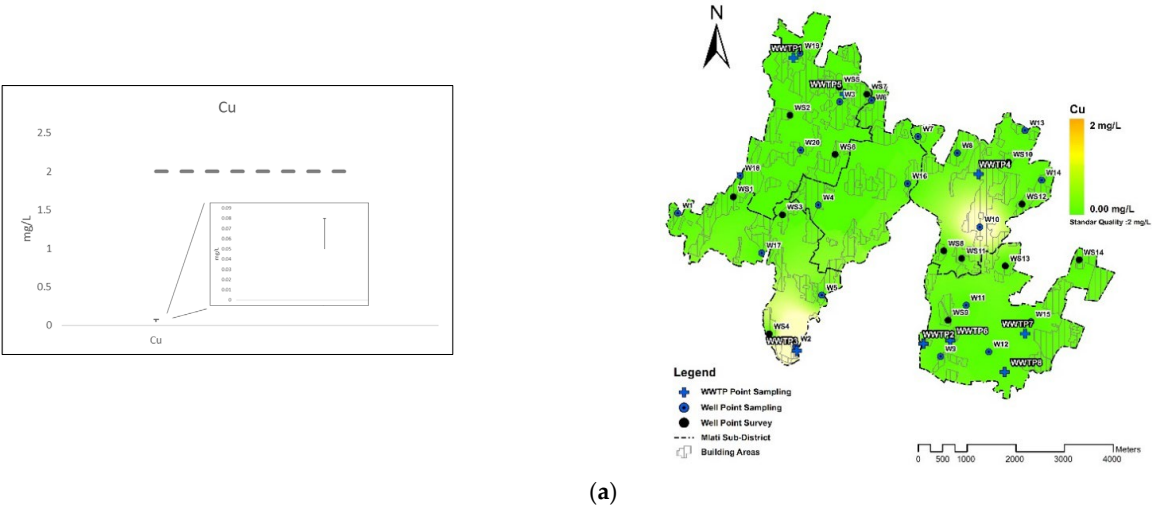 Cu
2.5
2
1.5
1
0.5
0
mg/L
Cu
0.09
0.08
0.07
0.06
0.05
0.04
0.03
0.02
0.01
0
mg/L
N
WWTP1
W19
WS5
WS7
WWTP5
W3
W6
WS2
W7
W13
W20
WS6
W8
WS10
WWTP4
W18
W16
W14
WS1
W4
WS12
W1
WS3
W10
W17
WS8
WS11
WS14
W5
W11
WS4
W15
WWTP3
W2
WWTP2
WWTP6
WWTP7
W12
WWTP8
Cu
2 mg/L
0.00 mg/L
Standar Quality :2 mg/L
Legend
WWTP Point Sampling
Well Point Sampling
Well Point Survey
Mlati Sub-District
Building Areas
Meters
0 500 1000 2000 3000 4000
(a)